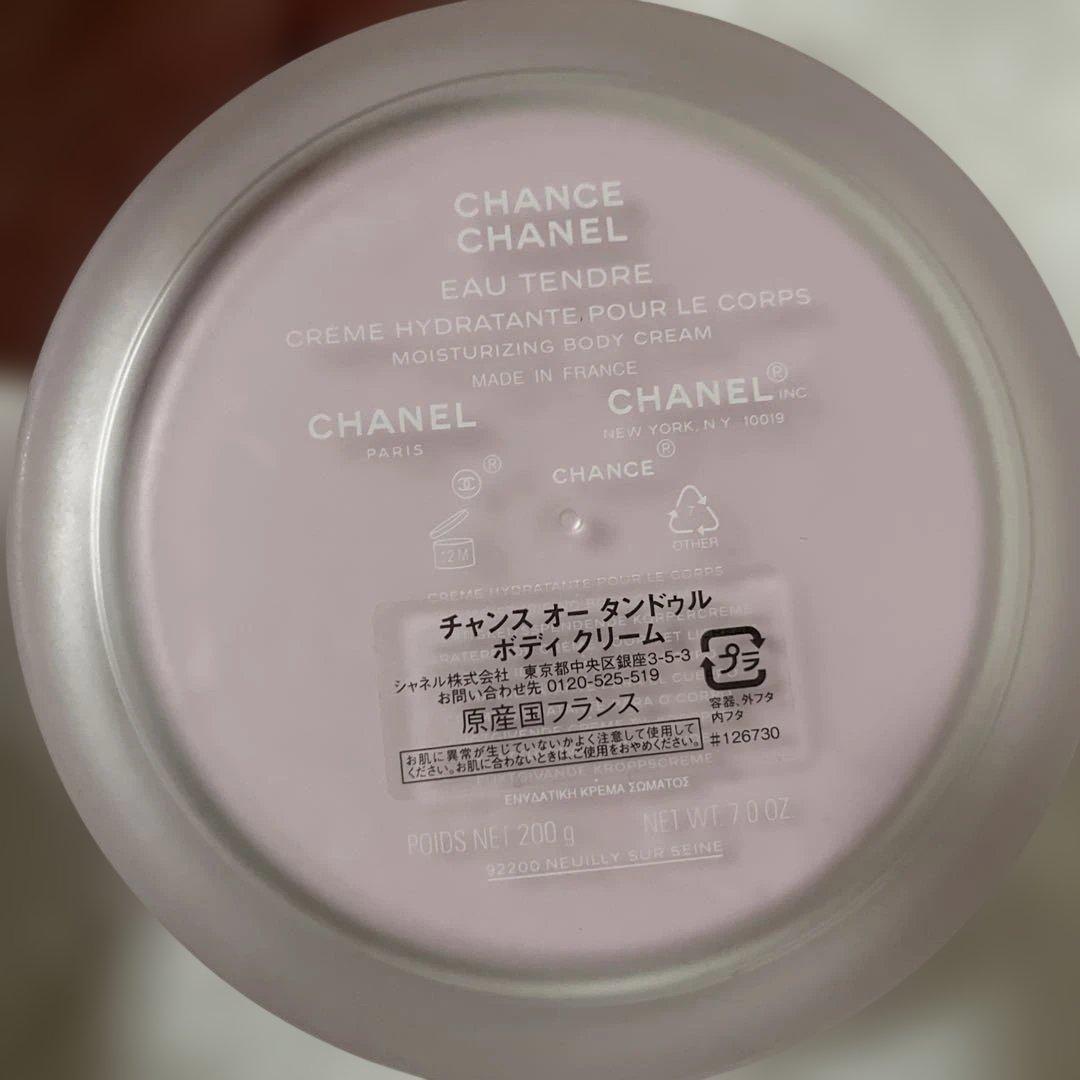 CHANCE
CHANEL
EAU TENDRE
CRÈME HYDRATANTE POUR LE CORPS
MOISTURIZING BODY CREAM
MADE IN FRANCE
CHANEL
PARIS
CHANEL® INC
NEW YORK, N Y 10019
®
CHANCE®
12M
7
OTHER
CRÈME HYDRATANTE POUR LE CORPS
チャンス オー タンドゥル
ボディ クリーム
シャネル株式会社 東京都中央区銀座3-5-3
お問い合わせ先 0120-525-519
原産国フランス
プラ
容器、外フタ
内フタ
お肌に異常が生じていないかよく注意して使用して
ください。お肌に合わないときは、ご使用をおやめください。
#126730
KROPPSCREME
ΕΝΥΔΑΤΙΚΗ ΚΡΕΜΑ ΣΩΜΑΤΟΣ
POIDS NET 200 g
NET WT. 7.0 OZ.
92200 NEUILLY SUR SEINE